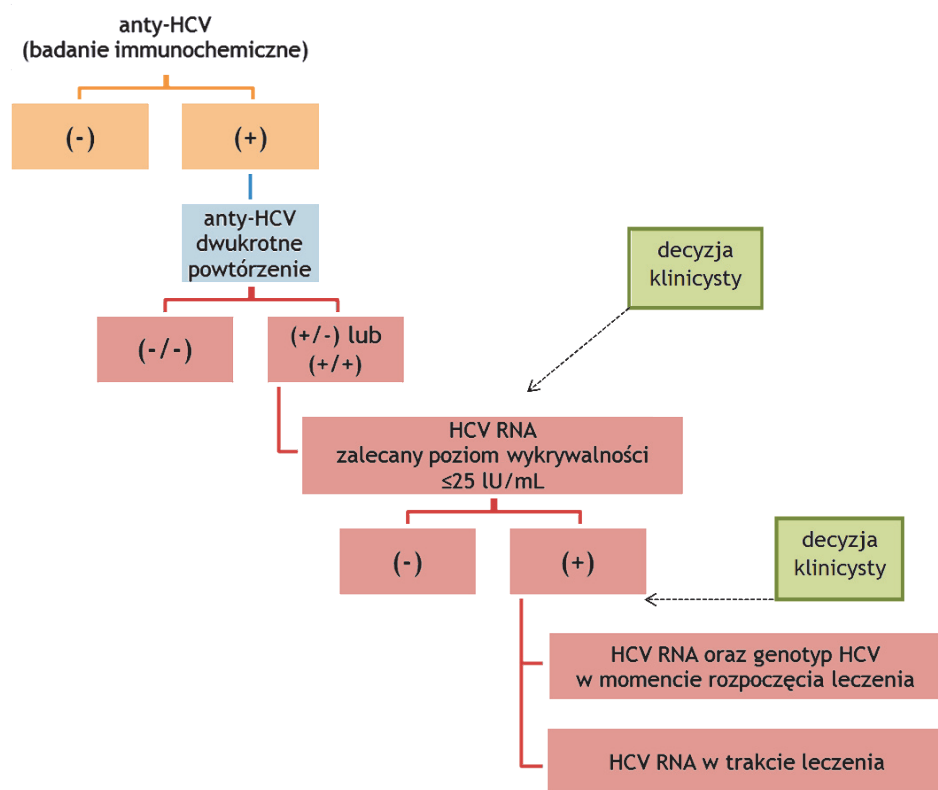 anty-HCV
(badanie immunochemiczne)
(-)
(+)
anty-HCV
dwukrotne
powtórzenie
decyzja
klinicysty
(-/-)
(+/-) lub
(+/+)
HCV RNA
zalecany poziom wykrywalności
≤25 lU/mL
(-)
(+)
decyzja
klinicysty
HCV RNA oraz genotyp HCV
w momencie rozpoczęcia leczenia
HCV RNA w trakcie leczenia